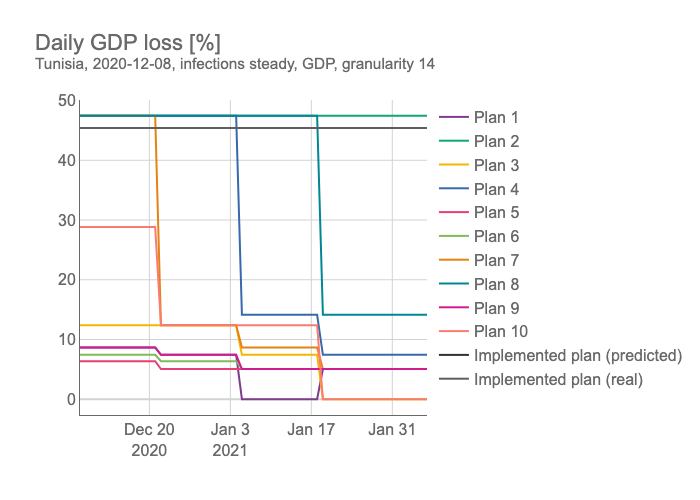 Daily GDP loss [%]
Tunisia, 2020-12-08, infections steady, GDP, granularity 14
50
40
30
20
10
0
Dec 20
2020
Jan 3
2021
Jan 17
Jan 31
Plan 1
Plan 2
Plan 3
Plan 4
Plan 5
Plan 6
Plan 7
Plan 8
Plan 9
Plan 10
Implemented plan (predicted)
Implemented plan (real)